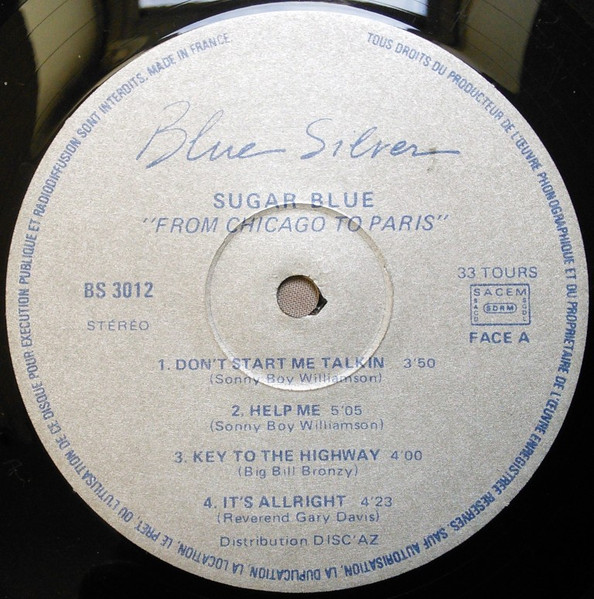 TOUS DROITS DU PRODUCTEUR DE L'ŒUVRE PHONOGRAPHIQUE ET DU PROPRIETAIRE DE L'ŒUVRE ENREGISTREE RESERVES. SAUF AUTORISATION, LA DUPLICATION, LA LOCATION, LE PRET, OU L'UTILISATION DE CE DISQUE POUR EXECUTION PUBLIQUE ET RADIODIFFUSION SONT INTERDITS. MADE IN FRANCE.
Blue Silver
SUGAR BLUE
"FROM CHICAGO TO PARIS"
BS 3012
STÉRÉO
33 TOURS
SACEM
SACD SDRM SGDL
FACE A
1. DON'T START ME TALKIN 3'50
(Sonny Boy Williamson)
2. HELP ME 5'05
(Sonny Boy Williamson)
3. KEY TO THE HIGHWAY 4'00
(Big Bill Bronzy)
4. IT'S ALLRIGHT 4'23
(Reverend Gary Davis)
Distribution DISC'AZ